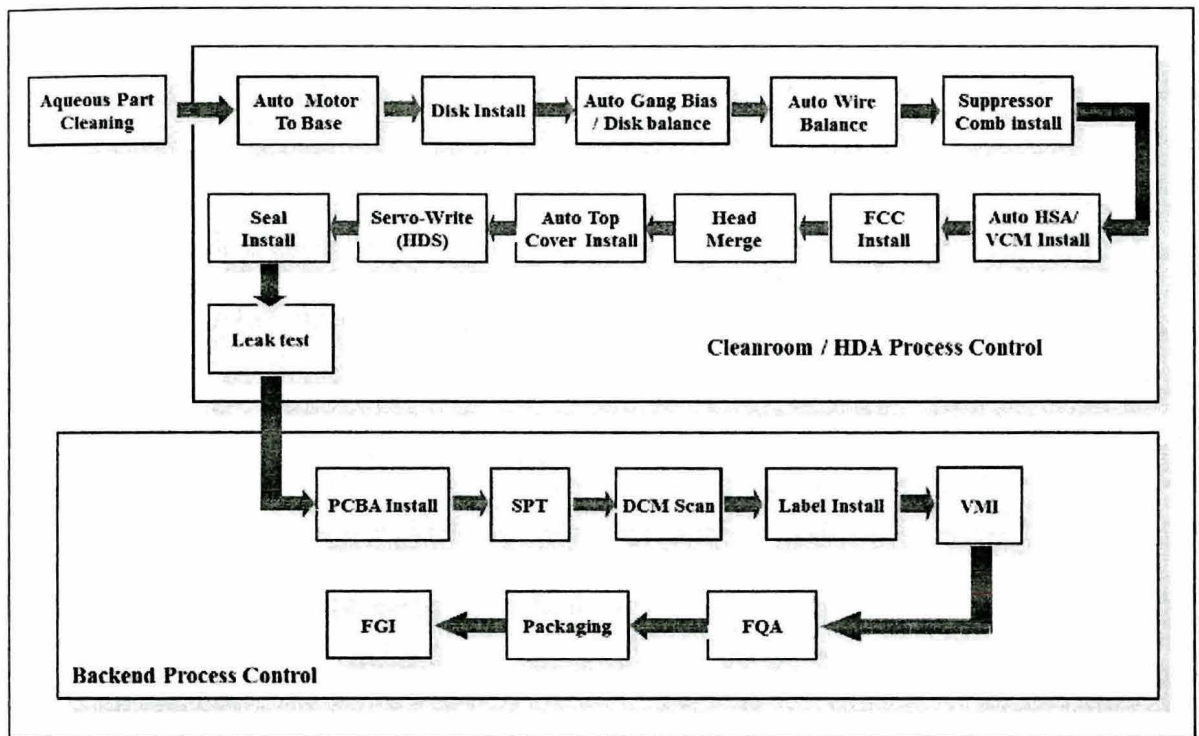 Aqueous Part
Cleaning
Auto Motor
To Base
Disk Install
Auto Gang Bias
/ Disk balance
Auto Wire
Balance
Suppressor
Comb install
Seal
Install
Servo-Write
(HDS)
Auto Top
Cover Install
Head
Merge
FCC
Install
Auto HSA/
VCM Install
Leak test
Cleanroom / HDA Process Control
PCBA Install
SPT
DCM Scan
Label Install
VMI
FGI
Packaging
FQA
Backend Process Control